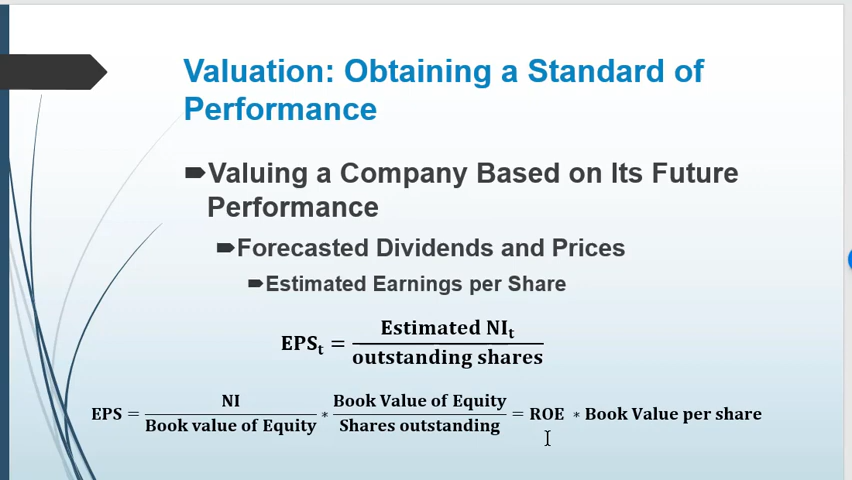 Valuation: Obtaining a Standard of
Performance
Valuing a Company Based on Its Future
Performance
Forecasted Dividends and Prices
Estimated Earnings per Share
EPSₜ = Estimated NIₜ / outstanding shares
EPS = NI / Book value of Equity * Book Value of Equity / Shares outstanding = ROE * Book Value per share